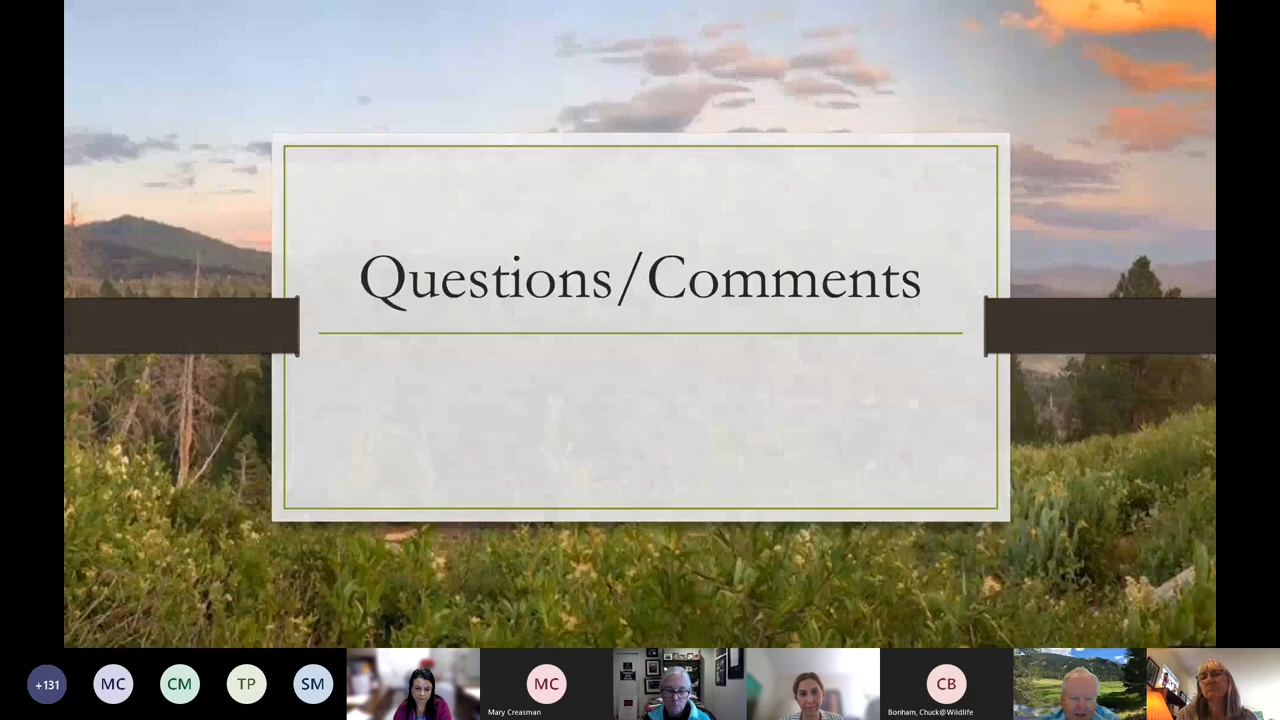 Questions/Comments
+131
MC
CM
TP
SM
MC
Mary Creasman
CB
Bonham, Chuck@Wildlife